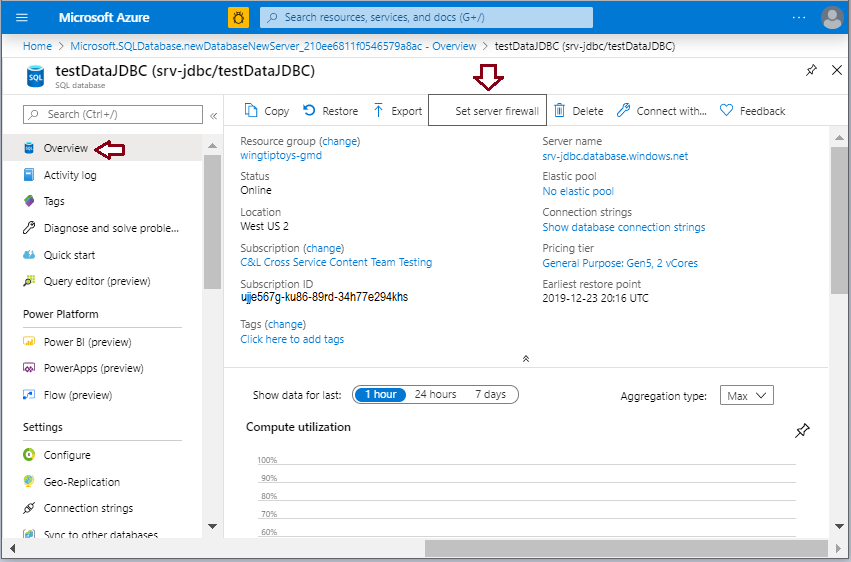 Microsoft Azure
Search resources, services, and docs (G+/)
Home > Microsoft.SQLDatabase.newDatabaseNewServer_210ee6811f0546579a8ac - Overview > testDataJDBC (srv-jdbc/testDataJDBC)
testDataJDBC (srv-jdbc/testDataJDBC)
SQL
SQL database
Search (Ctrl+/)
Overview
Activity log
Tags
Diagnose and solve proble...
Quick start
Query editor (preview)
Power Platform
Power BI (preview)
PowerApps (preview)
Flow (preview)
Settings
Configure
Geo-Replication
Connection strings
Sync to other databases
Copy Restore Export Set server firewall Delete Connect with... Feedback
Resource group (change)
wingtiptoys-gmd
Status
Online
Location
West US 2
Subscription (change)
C&L Cross Service Content Team Testing
Subscription ID
ujje567g-ku86-89rd-34h77e294khs
Tags (change)
Click here to add tags
Server name
srv-jdbc.database.windows.net
Elastic pool
No elastic pool
Connection strings
Show database connection strings
Pricing tier
General Purpose: Gen5, 2 vCores
Earliest restore point
2019-12-23 20:16 UTC
Show data for last: 1 hour 24 hours 7 days
Aggregation type: Max
Compute utilization
100%
90%
80%
70%
60%